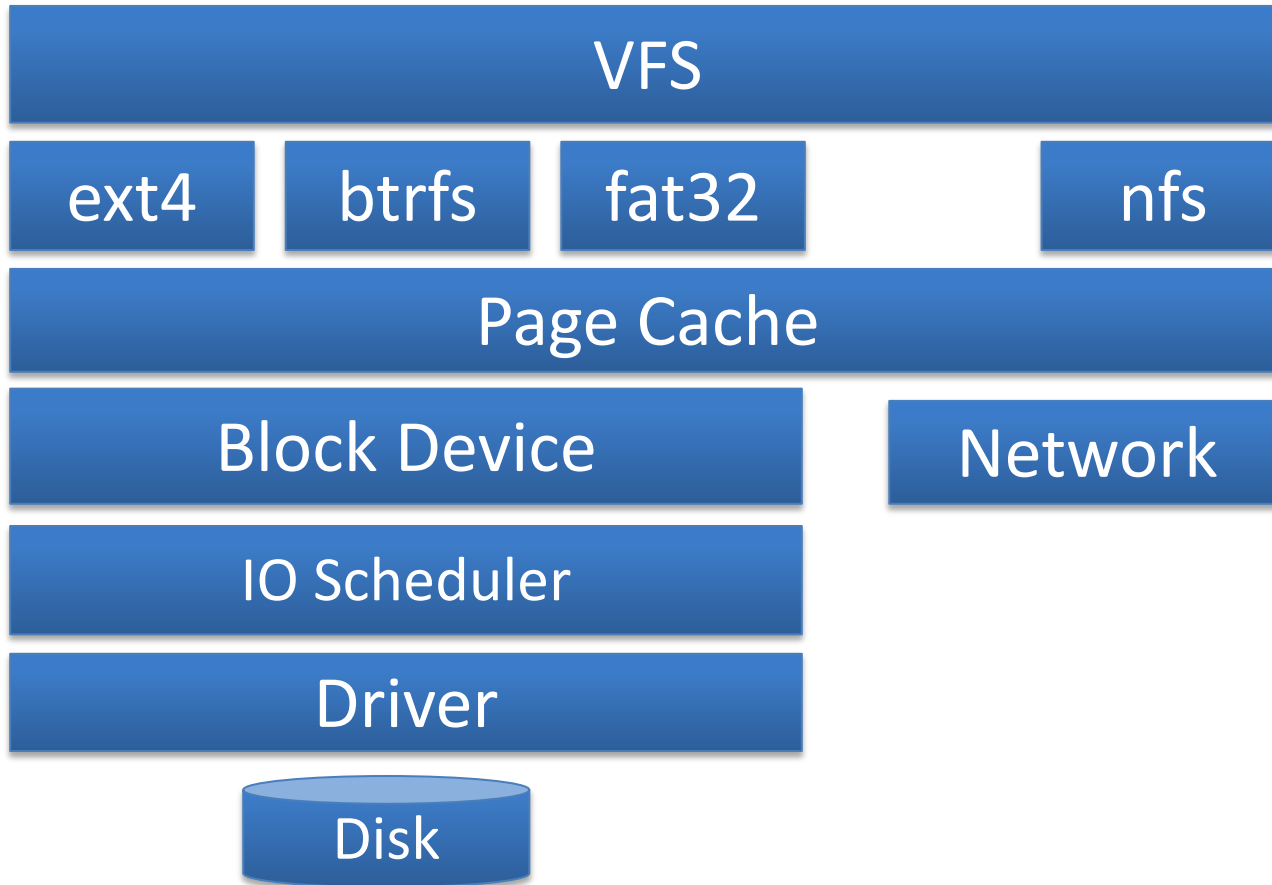 VFS
ext4 btrfs fat32 nfs
Page Cache
Block Device Network
IO Scheduler
Driver
Disk